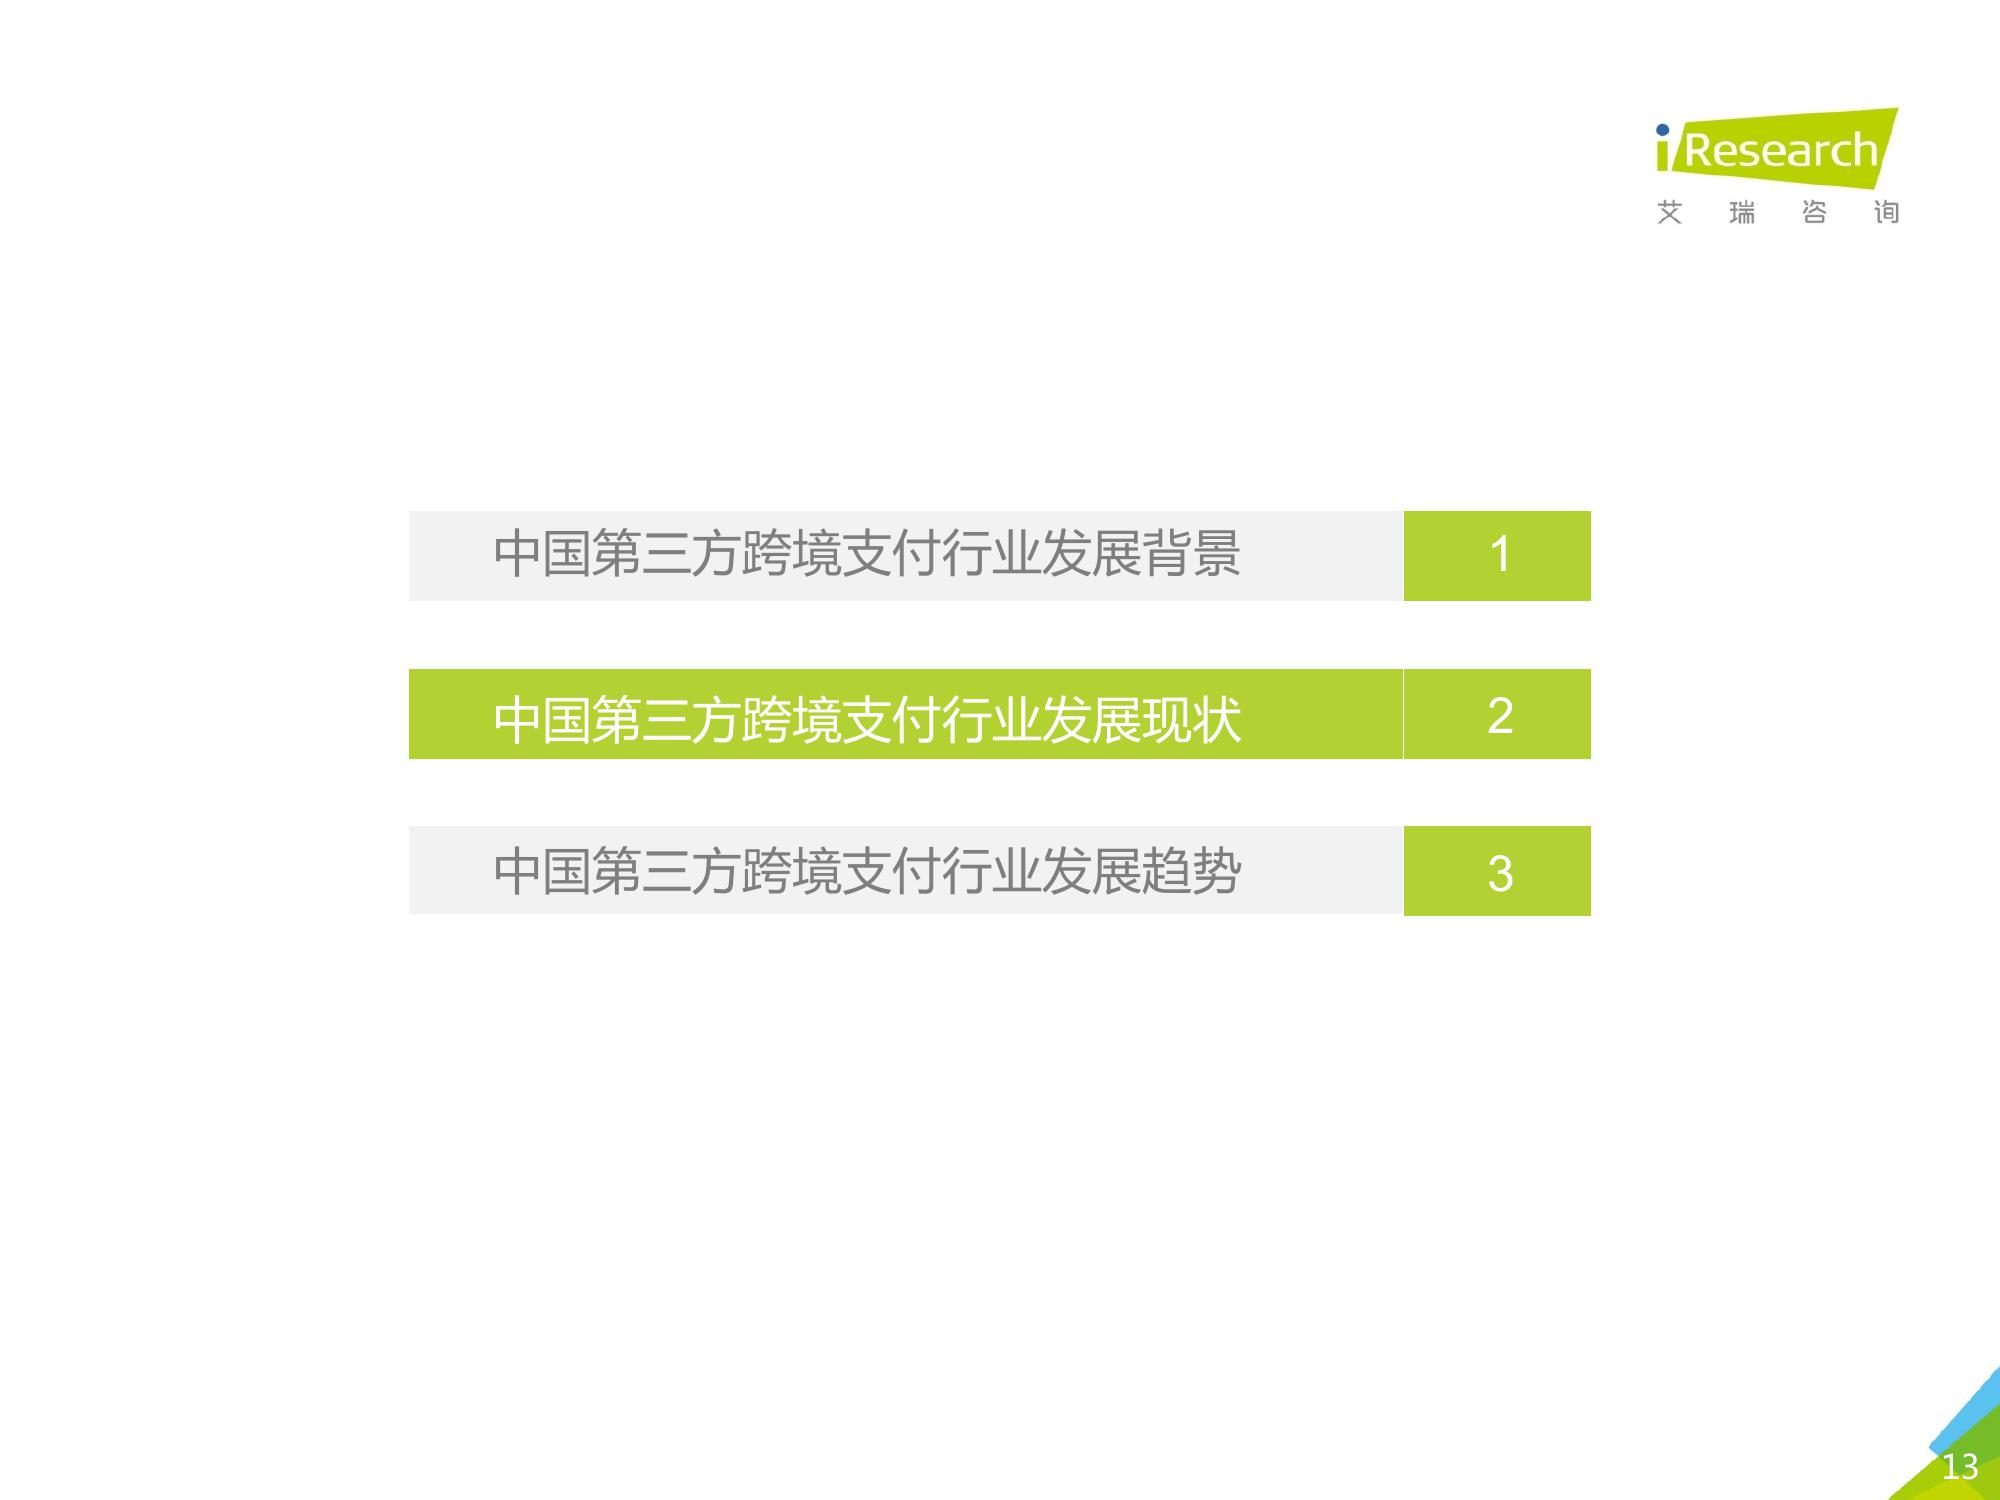 iResearch
艾瑞咨询
中国第三方跨境支付行业发展背景 1
中国第三方跨境支付行业发展现状 2
中国第三方跨境支付行业发展趋势 3
13